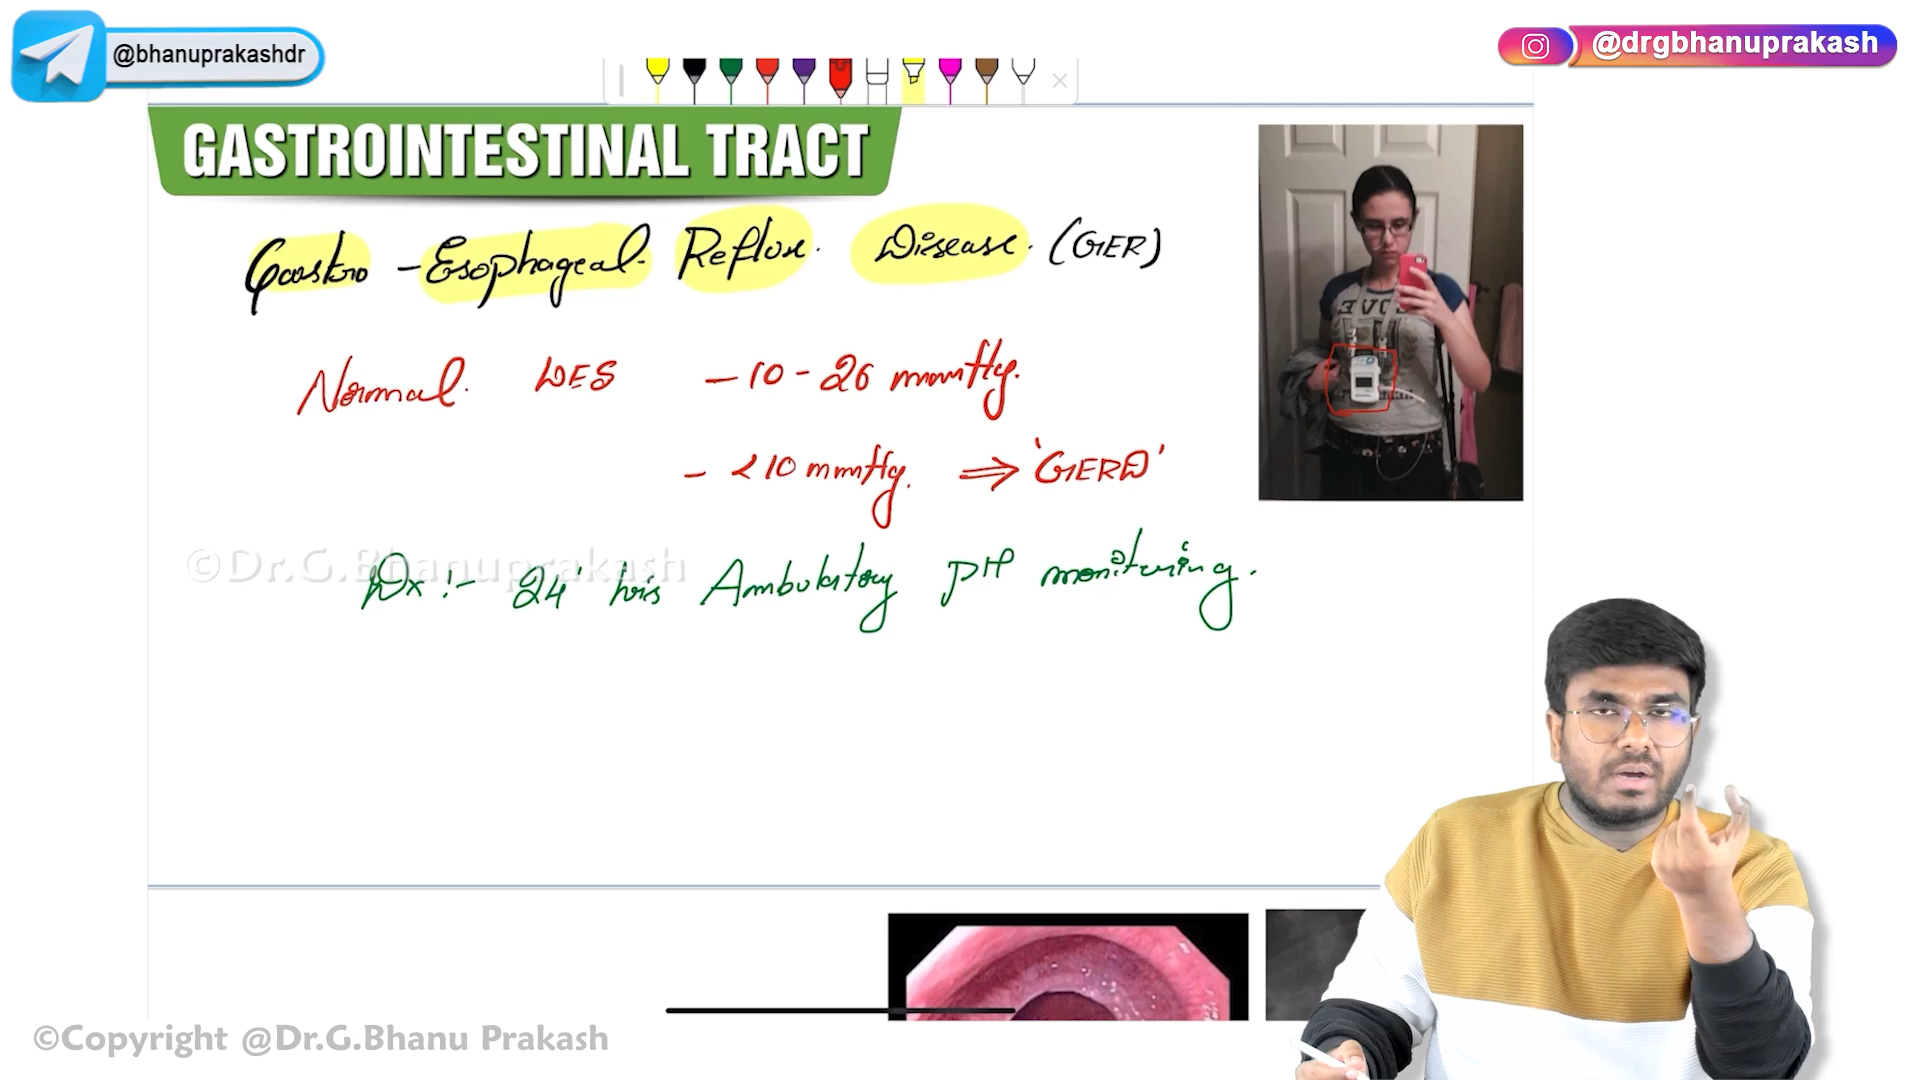 @bhanuprakashdr
@drgbhanuprakash
GASTROINTESTINAL TRACT
Gastro - Esophageal Reflux Disease (GER)
Normal LES - 10 - 26 mmHg.
- <10 mmHg. ⇒ 'GERD'
©Dr.G.Bhanuprakash
Dx :- 24' hrs Ambulatory PH monitoring.
©Copyright @Dr.G.Bhanu Prakash